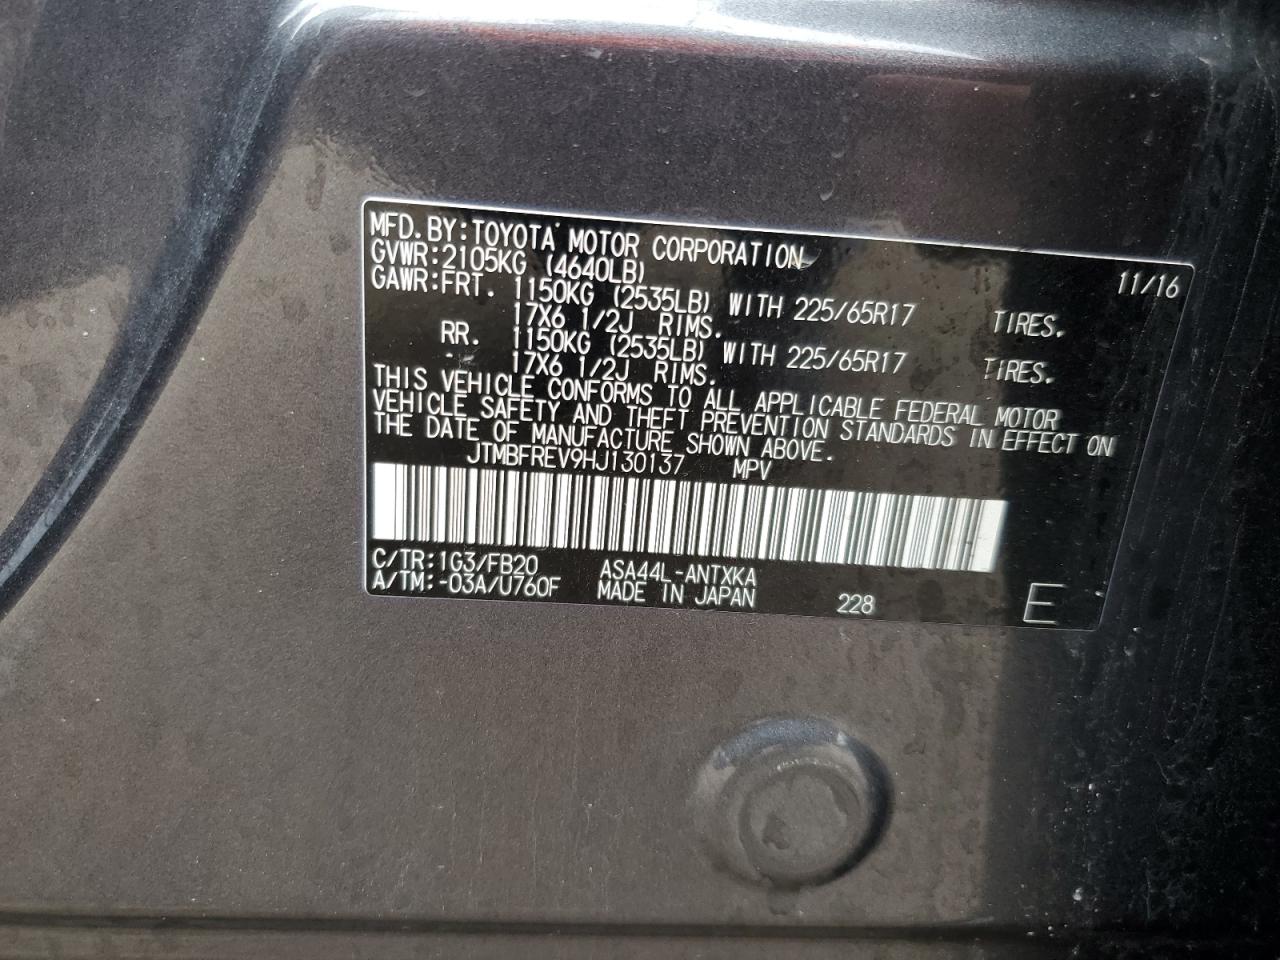 MFD.BY:TOYOTA MOTOR CORPORATION 11/16
GVWR:2105KG (4640LB)
GAWR:FRT. 1150KG (2535LB) WITH 225/65R17 TIRES.
17X6 1/2J RIMS.
RR. 1150KG (2535LB) WITH 225/65R17 TIRES.
17X6 1/2J RIMS.
THIS VEHICLE CONFORMS TO ALL APPLICABLE FEDERAL MOTOR
VEHICLE SAFETY AND THEFT PREVENTION STANDARDS IN EFFECT ON
THE DATE OF MANUFACTURE SHOWN ABOVE.
JTMBFREV9HJ130137 MPV
C/TR:1G3/FB20 ASA44L-ANTXKA
A/TM:-03A/U760F MADE IN JAPAN 228 E